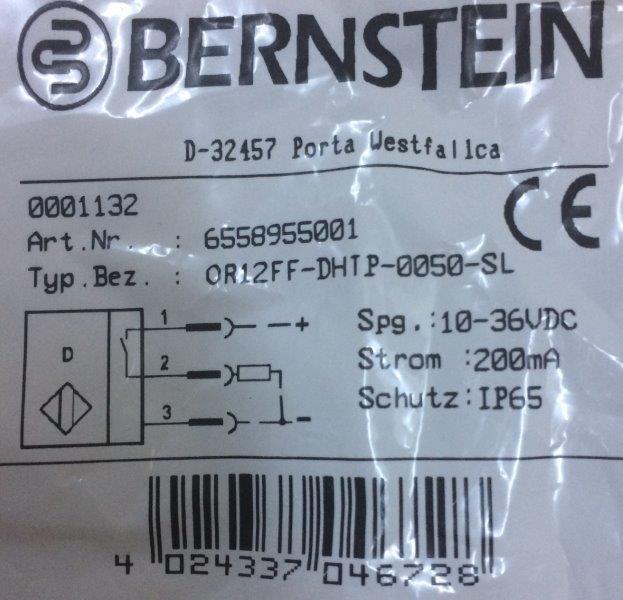 BERNSTEIN
D-32457 Porta Westfalica
0001132
CE
Art.Nr. : 6558955001
Typ.Bez. : OR12FF-DHTP-0050-SL
1 +
D
2
3 -
Spg.:10-36VDC
Strom :200mA
Schutz:IP65
4 024337 046728